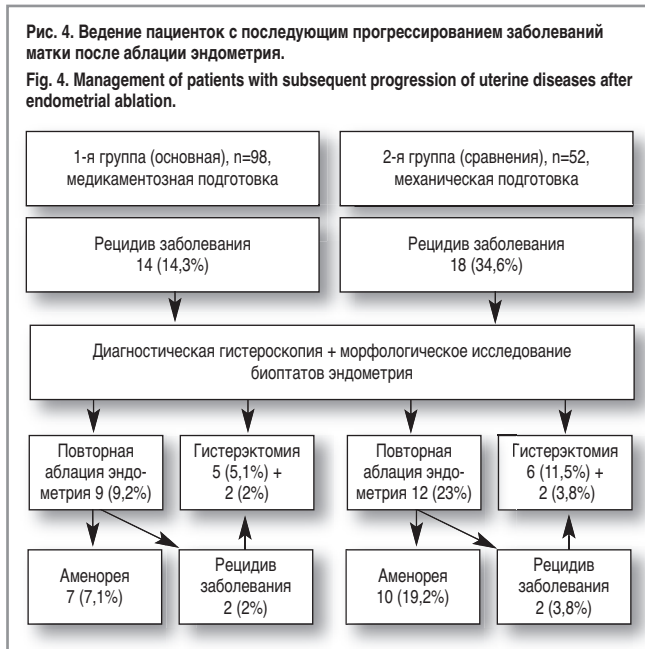 Рис. 4. Ведение пациенток с последующим прогрессированием заболеваний
матки после аблации эндометрия.
Fig. 4. Management of patients with subsequent progression of uterine diseases after
endometrial ablation.
1-я группа (основная), n=98,
медикаментозная подготовка
2-я группа (сравнения), n=52,
механическая подготовка
Рецидив заболевания
14 (14,3%)
Рецидив заболевания
18 (34,6%)
Диагностическая гистероскопия + морфологическое исследование
биоптатов эндометрия
Повторная
аблация эндо-
метрия 9 (9,2%)
Гистерэктомия
5 (5,1%) +
2 (2%)
Повторная
аблация эндо-
метрия 12 (23%)
Гистерэктомия
6 (11,5%) +
2 (3,8%)
Аменорея
7 (7,1%)
Рецидив
заболевания
2 (2%)
Аменорея
10 (19,2%)
Рецидив
заболевания
2 (3,8%)